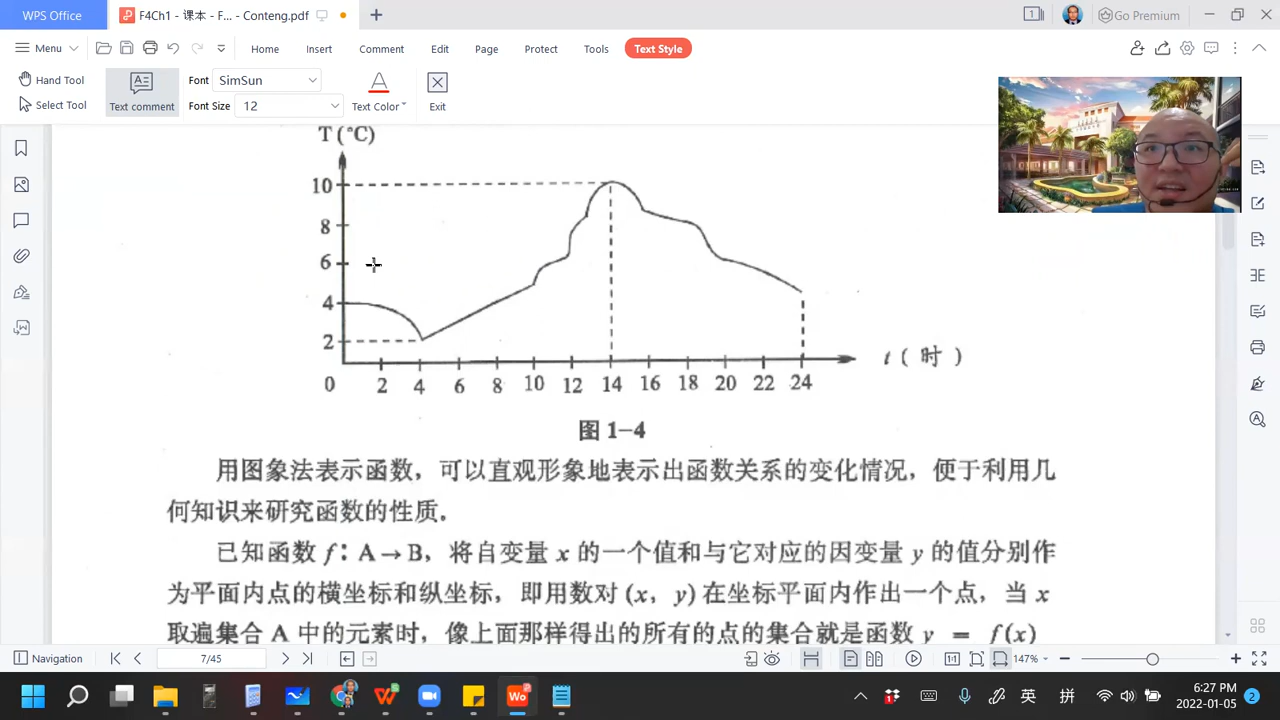 WPS Office
F4Ch1 - 课本 - F... - Conteng.pdf
1
Go Premium
Menu
Home
Insert
Comment
Edit
Page
Protect
Tools
Text Style
Hand Tool
Select Tool
Text comment
Font
SimSun
Font Size
12
Text Color
Exit
T (℃)
10
8
6
4
2
0 2 4 6 8 10 12 14 16 18 20 22 24
t ( 时 )
图 1-4
用图象法表示函数，可以直观形象地表示出函数关系的变化情况，便于利用几
何知识来研究函数的性质．
已知函数 f：A→B，将自变量 x 的一个值和与它对应的因变量 y 的值分别作
为平面内点的横坐标和纵坐标，即用数对 (x，y) 在坐标平面内作出一个点，当 x
取遍集合 A 中的元素时，像上面那样得出的所有的点的集合就是函数 y = f(x)
Navigation
7/45
147%
英
拼
6:27 PM
2022-01-05
2